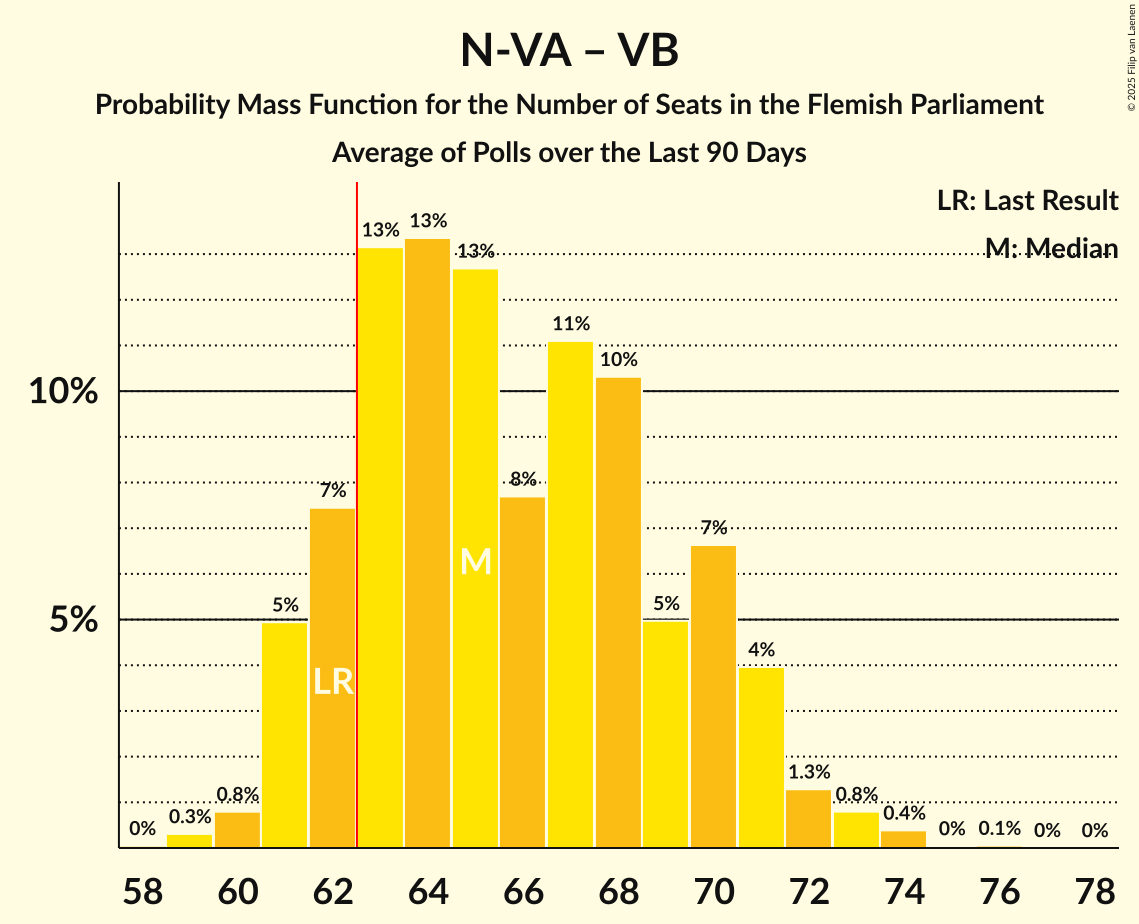 N-VA – VB
Probability Mass Function for the Number of Seats in the Flemish Parliament
Average of Polls over the Last 90 Days
© 2025 Filip van Laenen
LR: Last Result
M: Median
10%
5%
0%
0.3%
0.8%
5%
7%
13%
13%
13%
8%
11%
10%
5%
7%
4%
1.3%
0.8%
0.4%
0%
0.1%
0%
0%
LR
M
58 60 62 64 66 68 70 72 74 76 78